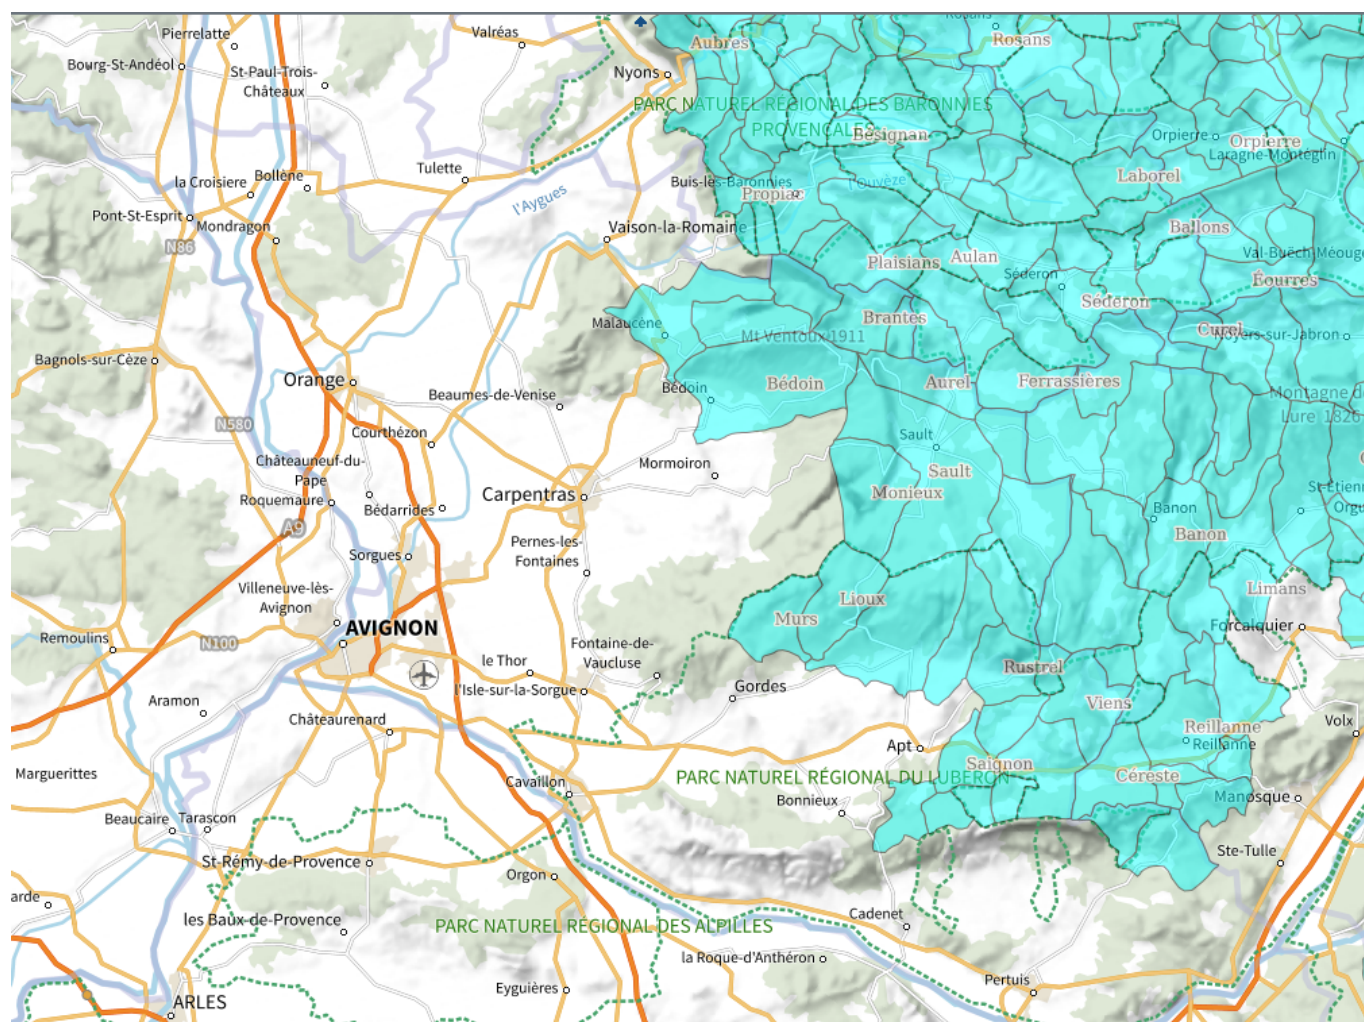 Rosans
Pierrelatte
Valréas
Aubres
Rosans
Bourg-St-Andéol
St-Paul-Trois-
Châteaux
Nyons
PARC NATUREL RÉGIONAL DES BARONNIES
PROVENÇALES
Bésignan
Orpierre
Orpierre
Laragne-Montéglin
Tulette
la Croisiere
Bollène
Buis-lès-Baronnies
l'Ouvèze
Laborel
Propiac
l'Aygues
Pont-St-Esprit
Mondragon
Vaison-la-Romaine
Ballons
N86
Plaisians
Aulan
Val-Buëch-Méouge
Séderon
Éourres
Séderon
Malaucène
Brantes
Mt Ventoux 1911
Curel
Noyers-sur-Jabron
Bagnols-sur-Cèze
Orange
Bédoin
Bédoin
Aurel
Ferrassières
Beaumes-de-Venise
Montagne de
Lure 1826
N580
Courthézon
Sault
Châteauneuf-du-
Pape
Mormoiron
Sault
Roquemaure
Carpentras
Monieux
St-Étienne
Bédarrides
Banon
Orgu
A9
Banon
Sorgues
Pernes-les-
Fontaines
Villeneuve-lès-
Avignon
Limans
Lioux
Murs
AVIGNON
Forcalquier
Remoulins
N100
Fontaine-de-
Vaucluse
le Thor
Rustrel
l'Isle-sur-la-Sorgue
Gordes
Aramon
Viens
Châteaurenard
Volx
Reillanne
Reillanne
Apt
Saignon
Marguerittes
Cavaillon
PARC NATUREL RÉGIONAL DU LUBERON
Céreste
Bonnieux
Manosque
Beaucaire
Tarascon
St-Rémy-de-Provence
Ste-Tulle
Orgon
arde
les Baux-de-Provence
PARC NATUREL RÉGIONAL DES ALPILLES
Cadenet
la Roque-d'Anthéron
Eyguières
Pertuis
ARLES